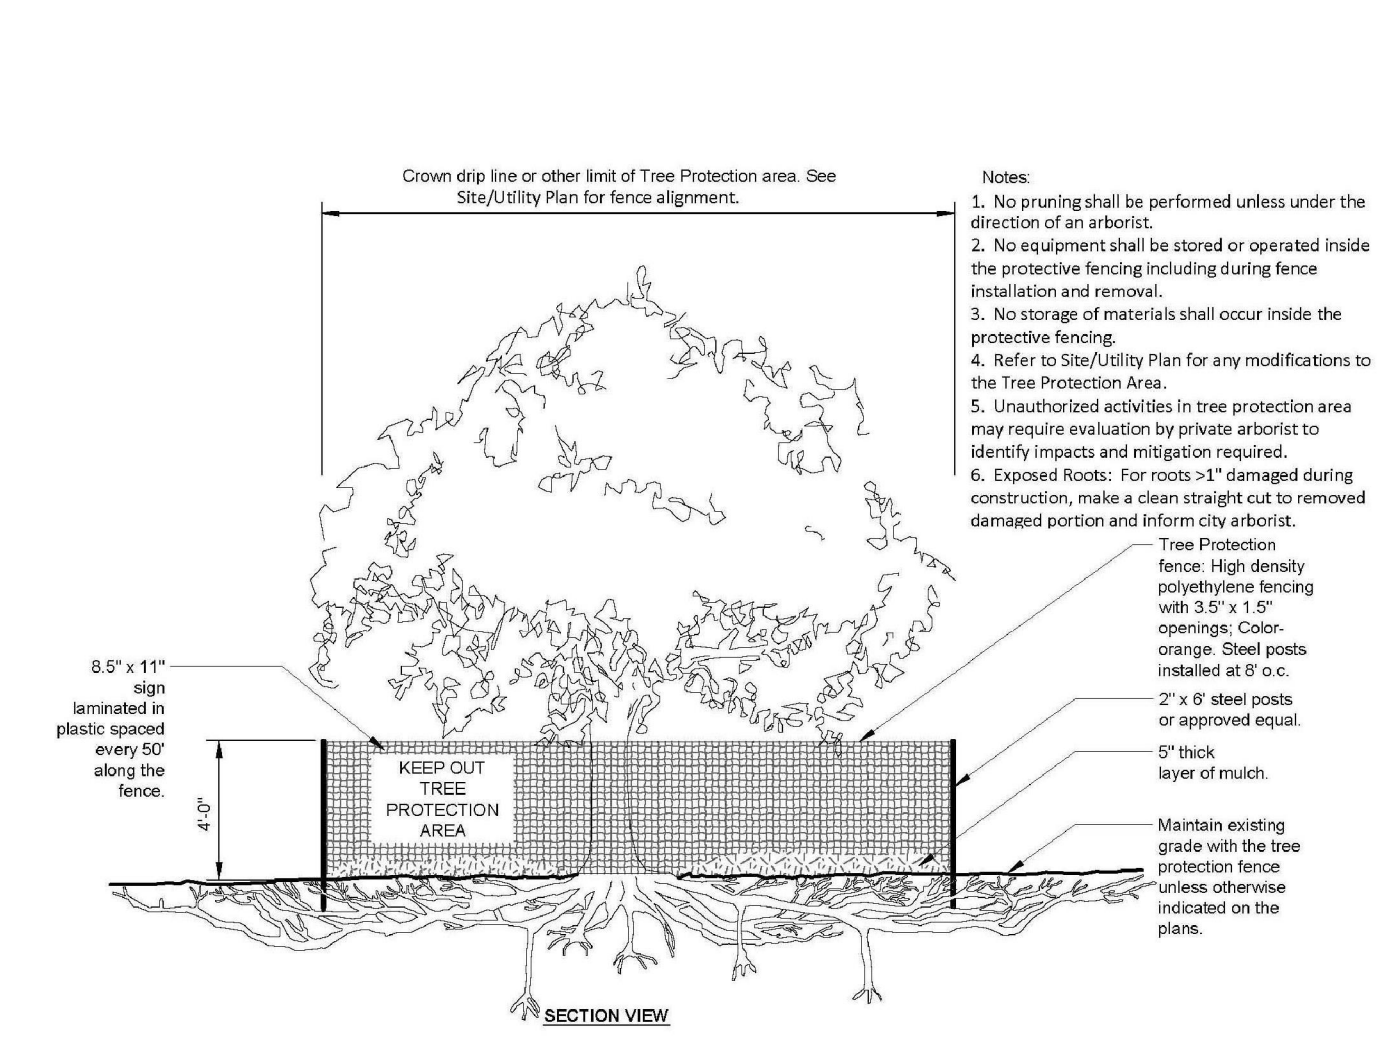 Crown drip line or other limit of Tree Protection area. See
Site/Utility Plan for fence alignment.
Notes:
1. No pruning shall be performed unless under the
direction of an arborist.
2. No equipment shall be stored or operated inside
the protective fencing including during fence
installation and removal.
3. No storage of materials shall occur inside the
protective fencing.
4. Refer to Site/Utility Plan for any modifications to
the Tree Protection Area.
5. Unauthorized activities in tree protection area
may require evaluation by private arborist to
identify impacts and mitigation required.
6. Exposed Roots: For roots >1" damaged during
construction, make a clean straight cut to removed
damaged portion and inform city arborist.
Tree Protection
fence: High density
polyethylene fencing
with 3.5" x 1.5"
openings; Color-
orange. Steel posts
installed at 8' o.c.
2" x 6' steel posts
or approved equal.
5" thick
layer of mulch.
Maintain existing
grade with the tree
protection fence
unless otherwise
indicated on the
plans.
8.5" x 11"
sign
laminated in
plastic spaced
every 50'
along the
fence.
4'-0"
KEEP OUT
TREE
PROTECTION
AREA
SECTION VIEW